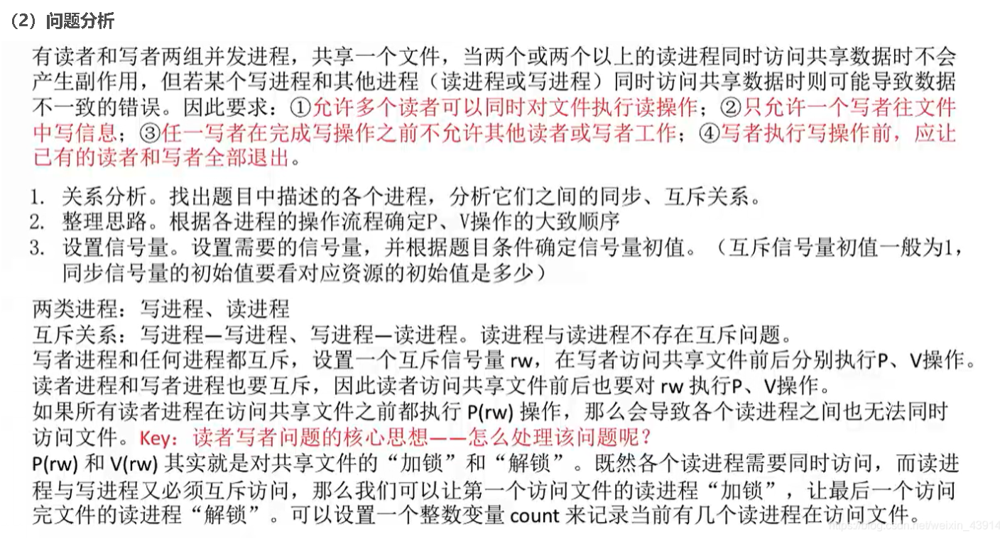 （2）问题分析
有读者和写者两组并发进程，共享一个文件，当两个或两个以上的读进程同时访问共享数据时不会
产生副作用，但若某个写进程和其他进程（读进程或写进程）同时访问共享数据时则可能导致数据
不一致的错误。因此要求：①允许多个读者可以同时对文件执行读操作；②只允许一个写者往文件
中写信息；③任一写者在完成写操作之前不允许其他读者或写者工作；④写者执行写操作前，应让
已有的读者和写者全部退出。
1. 关系分析。找出题目中描述的各个进程，分析它们之间的同步、互斥关系。
2. 整理思路。根据各进程的操作流程确定P、V操作的大致顺序
3. 设置信号量。设置需要的信号量，并根据题目条件确定信号量初值。（互斥信号量初值一般为1，
同步信号量的初始值要看对应资源的初始值是多少）
两类进程：写进程、读进程
互斥关系：写进程—写进程、写进程—读进程。读进程与读进程不存在互斥问题。
写者进程和任何进程都互斥，设置一个互斥信号量 rw，在写者访问共享文件前后分别执行P、V操作。
读者进程和写者进程也要互斥，因此读者访问共享文件前后也要对 rw 执行P、V操作。
如果所有读者进程在访问共享文件之前都执行 P(rw) 操作，那么会导致各个读进程之间也无法同时
访问文件。Key：读者写者问题的核心思想——怎么处理该问题呢？
P(rw) 和 V(rw) 其实就是对共享文件的“加锁”和“解锁”。既然各个读进程需要同时访问，而读进
程与写进程又必须互斥访问，那么我们可以让第一个访问文件的读进程“加锁”，让最后一个访问
完文件的读进程“解锁”。可以设置一个整数变量 count 来记录当前有几个读进程在访问文件。
https://blog.csdn.net/weixin_43914